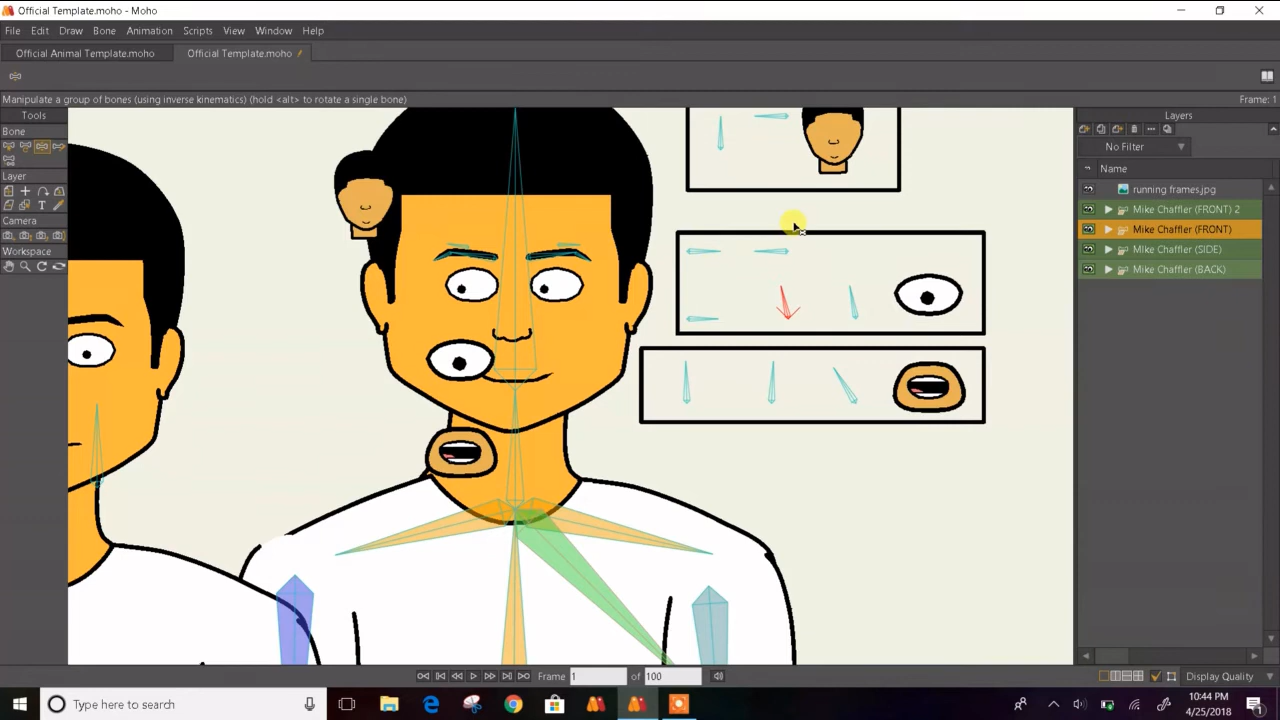 Official Template.moho - Moho
File Edit Draw Bone Animation Scripts View Window Help
Official Animal Template.moho Official Template.moho
Manipulate a group of bones (using inverse kinematics) (hold <alt> to rotate a single bone) Frame: 1
Tools
Bone
Layer
Camera
Workspace
Layers
No Filter
Name
running frames.jpg
Mike Chaffler (FRONT) 2
Mike Chaffler (FRONT)
Mike Chaffler (SIDE)
Mike Chaffler (BACK)
Frame 1 of 100 Display Quality
Type here to search
10:44 PM
4/25/2018